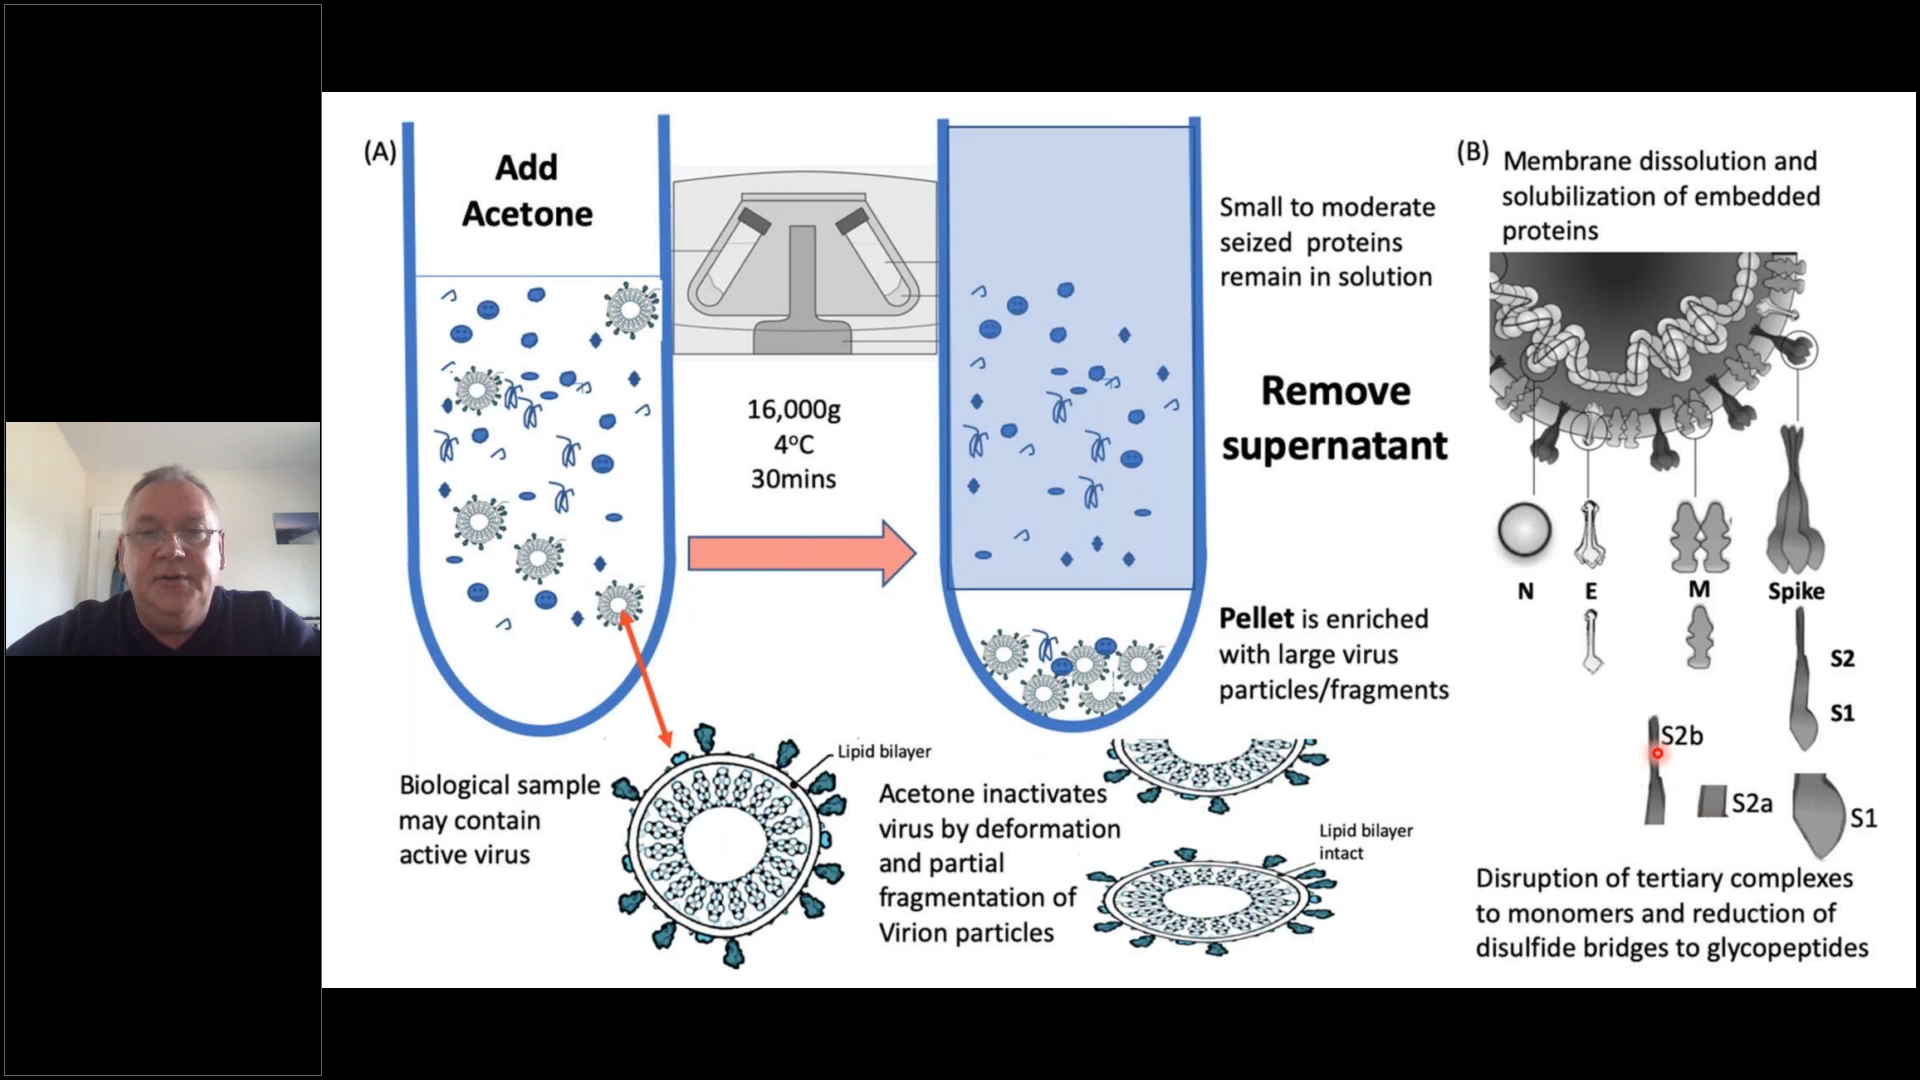 (A)
Add
Acetone
16,000g
4°C
30mins
Small to moderate
seized proteins
remain in solution
Remove
supernatant
Pellet is enriched
with large virus
particles/fragments
Biological sample
may contain
active virus
Lipid bilayer
Acetone inactivates
virus by deformation
and partial
fragmentation of
Virion particles
Lipid bilayer
intact
(B)
Membrane dissolution and
solubilization of embedded
proteins
N E M Spike
S2
S1
S2b
S2a
S1
Disruption of tertiary complexes
to monomers and reduction of
disulfide bridges to glycopeptides